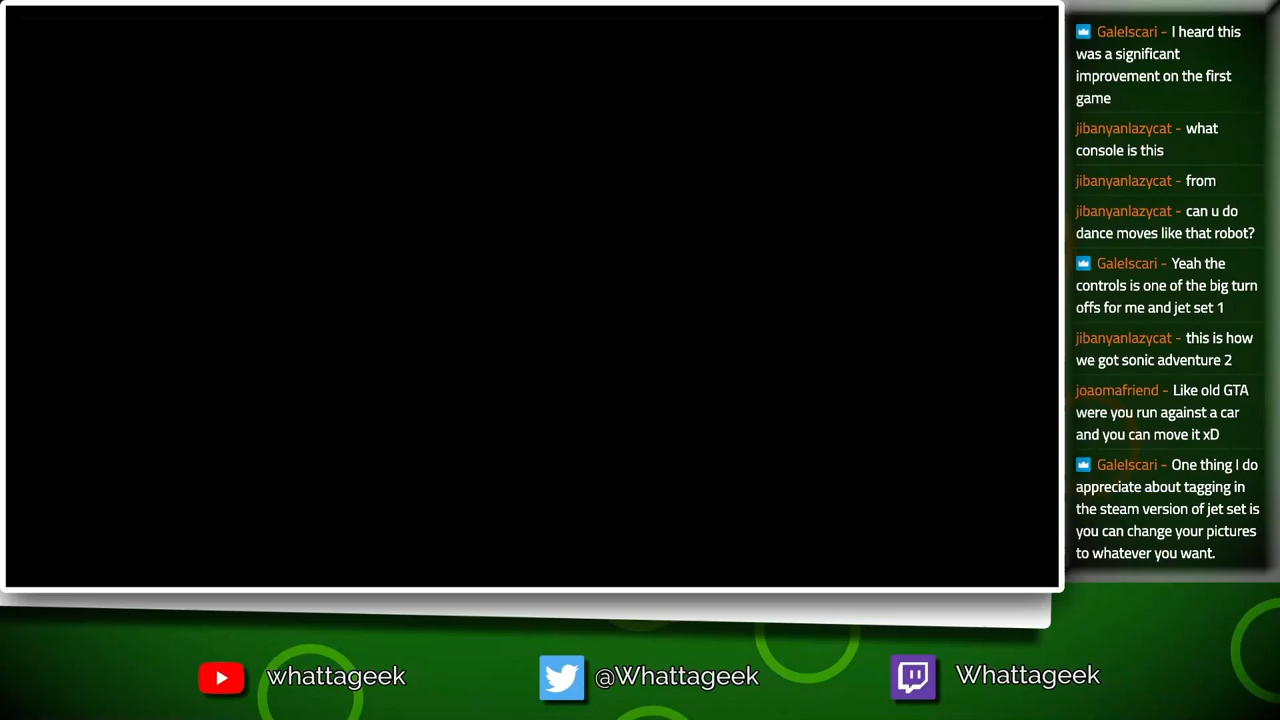 GaleIscari - I heard this
was a significant
improvement on the first
game
jibanyanlazycat - what
console is this
jibanyanlazycat - from
jibanyanlazycat - can u do
dance moves like that robot?
GaleIscari - Yeah the
controls is one of the big turn
offs for me and jet set 1
jibanyanlazycat - this is how
we got sonic adventure 2
joaomafriend - Like old GTA
were you run against a car
and you can move it xD
GaleIscari - One thing I do
appreciate about tagging in
the steam version of jet set is
you can change your pictures
to whatever you want.
whattageek
@Whattageek
Whattageek